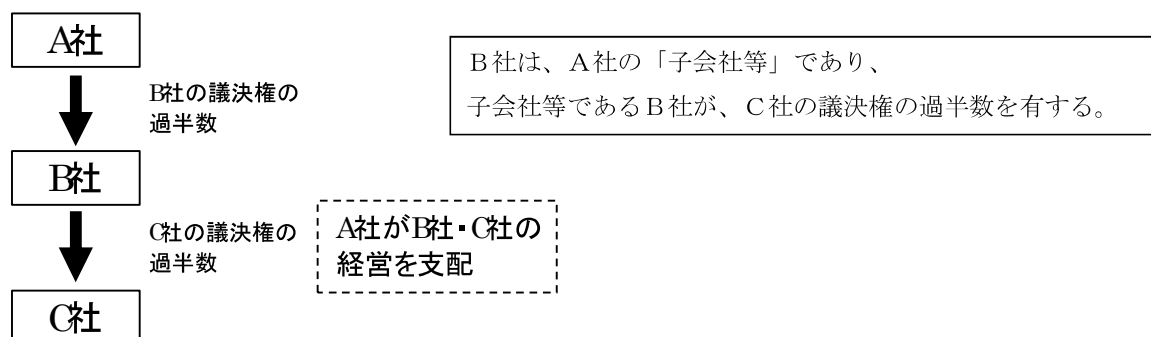 A社
B社の議決権の
過半数
B社は、A社の「子会社等」であり、
子会社等であるB社が、C社の議決権の過半数を有する。
B社
C社の議決権の
過半数
A社がB社・C社の
経営を支配
C社